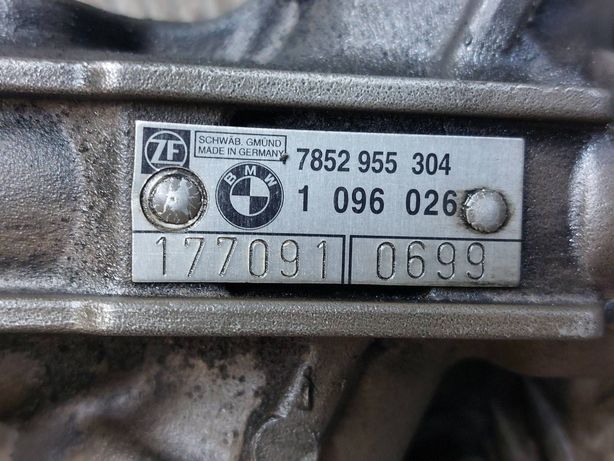 ZF
SCHWÄB. GMÜND
MADE IN GERMANY
7852 955 304
BMW
1 096 026
177091 0699